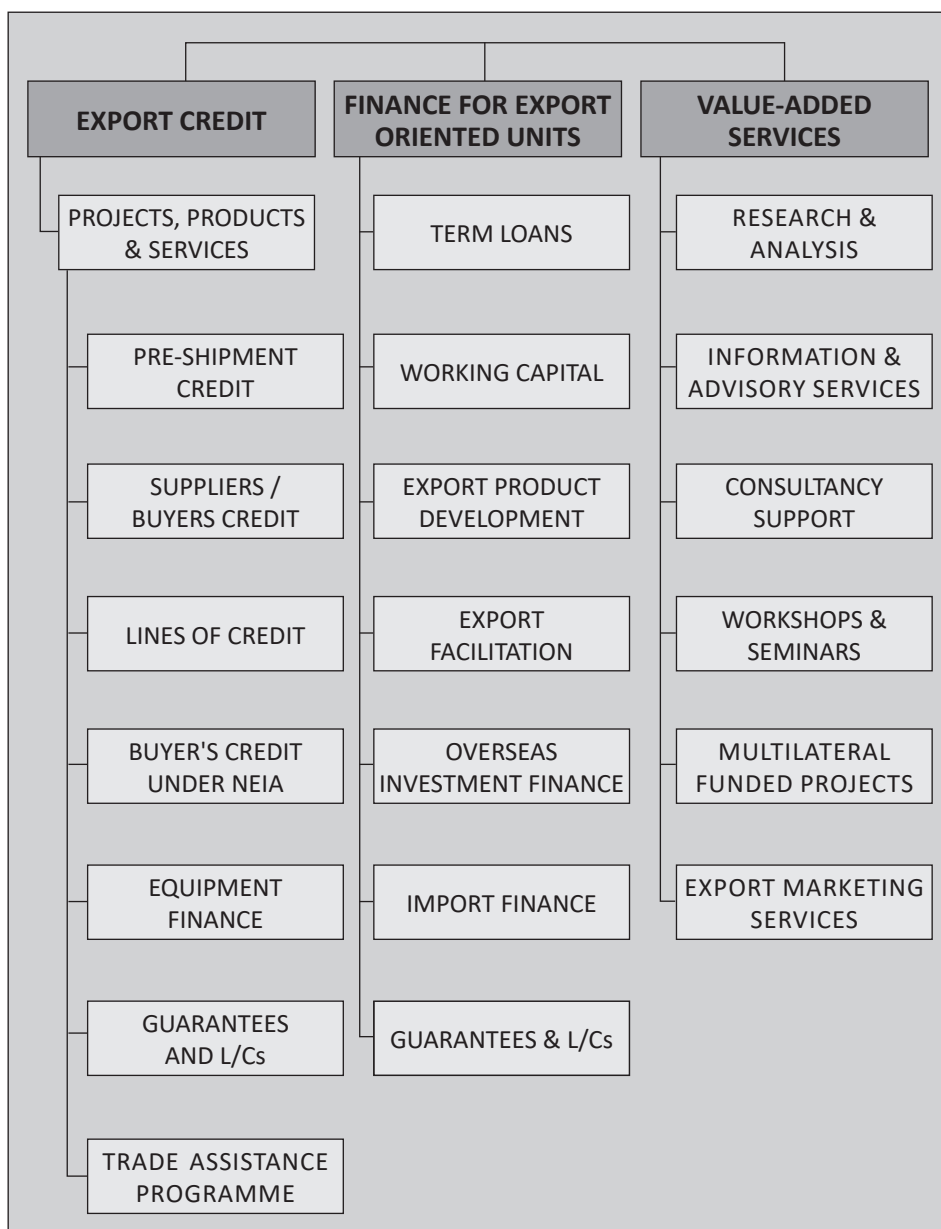 EXPORT CREDIT
PROJECTS, PRODUCTS
& SERVICES
PRE-SHIPMENT
CREDIT
SUPPLIERS /
BUYERS CREDIT
LINES OF CREDIT
BUYER'S CREDIT
UNDER NEIA
EQUIPMENT
FINANCE
GUARANTEES
AND L/Cs
TRADE ASSISTANCE
PROGRAMME
FINANCE FOR EXPORT
ORIENTED UNITS
TERM LOANS
WORKING CAPITAL
EXPORT PRODUCT
DEVELOPMENT
EXPORT
FACILITATION
OVERSEAS
INVESTMENT FINANCE
IMPORT FINANCE
GUARANTEES & L/Cs
VALUE-ADDED
SERVICES
RESEARCH &
ANALYSIS
INFORMATION &
ADVISORY SERVICES
CONSULTANCY
SUPPORT
WORKSHOPS &
SEMINARS
MULTILATERAL
FUNDED PROJECTS
EXPORT MARKETING
SERVICES